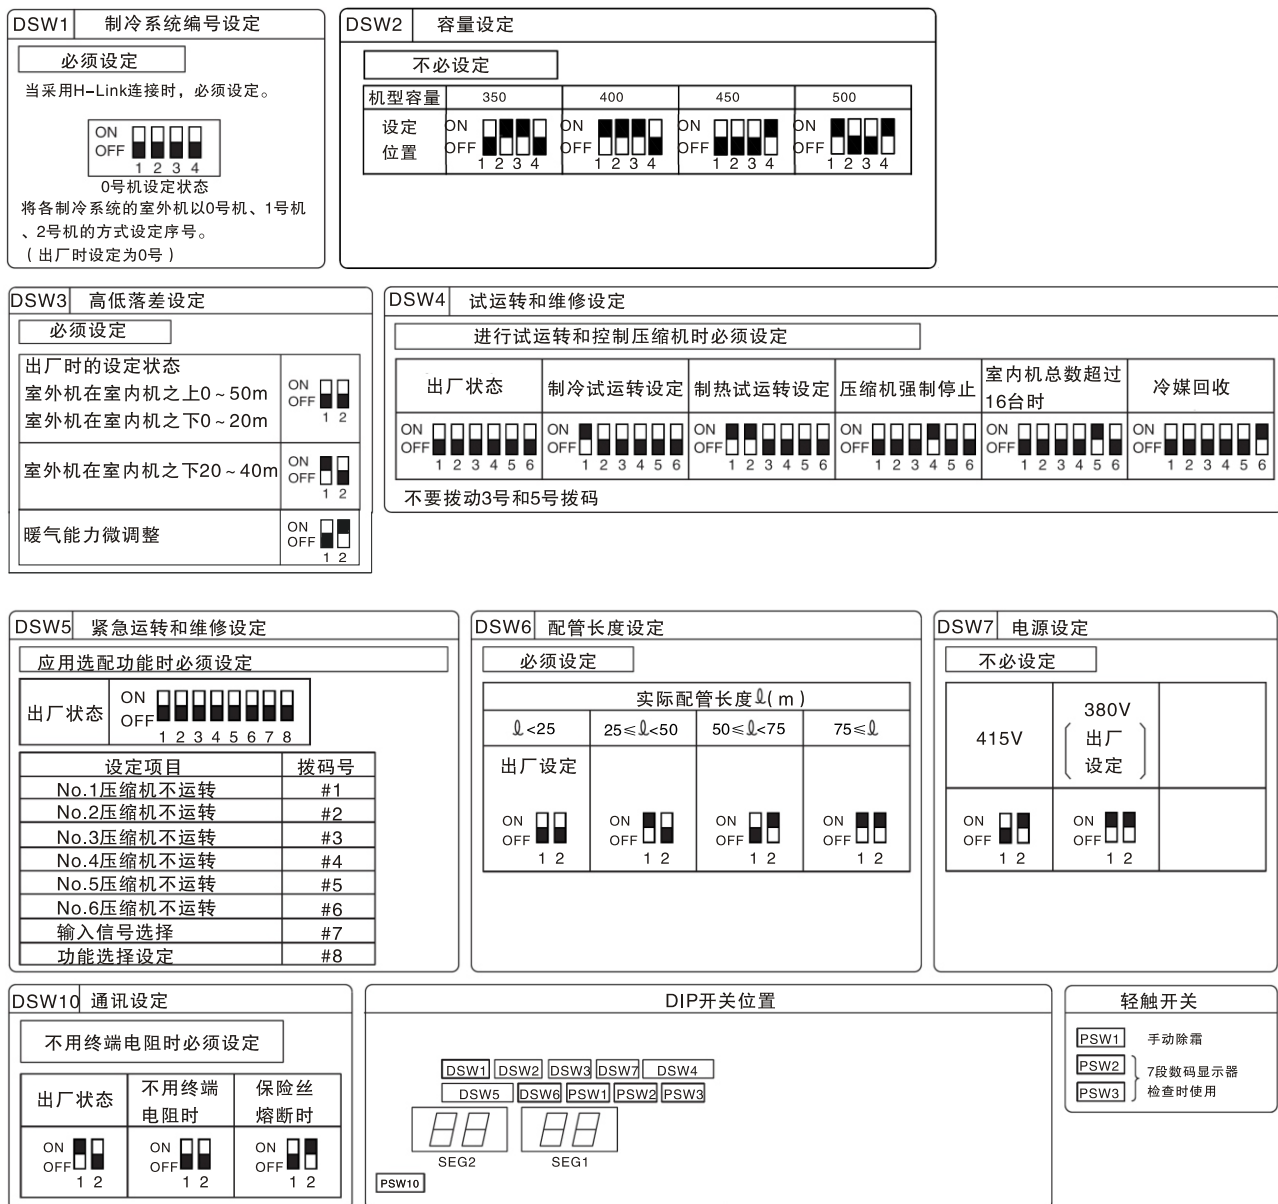 DSW1 制冷系统编号设定
必须设定
当采用H-Link连接时，必须设定。
ON
OFF
1 2 3 4
0号机设定状态
将各制冷系统的室外机以0号机、1号机
、2号机的方式设定序号。
（出厂时设定为0号）
DSW2 容量设定
不必设定
机型容量 350 400 450 500
设定 ON ON ON ON
位置 OFF OFF OFF OFF
1 2 3 4 1 2 3 4 1 2 3 4 1 2 3 4
DSW3 高低落差设定
必须设定
出厂时的设定状态
室外机在室内机之上0~50m
室外机在室内机之下0~20m
ON
OFF
1 2
室外机在室内机之下20~40m
ON
OFF
1 2
暖气能力微调整
ON
OFF
1 2
DSW4 试运转和维修设定
进行试运转和控制压缩机时必须设定
出厂状态 制冷试运转设定 制热试运转设定 压缩机强制停止 室内机总数超过 冷媒回收
16台时
ON ON ON ON ON ON
OFF OFF OFF OFF OFF OFF
1 2 3 4 5 6 1 2 3 4 5 6 1 2 3 4 5 6 1 2 3 4 5 6 1 2 3 4 5 6 1 2 3 4 5 6
不要拨动3号和5号拨码
DSW5 紧急运转和维修设定
应用选配功能时必须设定
出厂状态
ON
OFF
1 2 3 4 5 6 7 8
设定项目 拨码号
No.1压缩机不运转 #1
No.2压缩机不运转 #2
No.3压缩机不运转 #3
No.4压缩机不运转 #4
No.5压缩机不运转 #5
No.6压缩机不运转 #6
输入信号选择 #7
功能选择设定 #8
DSW6 配管长度设定
必须设定
实际配管长度ℓ(m)
ℓ<25 25≤ℓ<50 50≤ℓ<75 75≤ℓ
出厂设定
ON ON ON ON
OFF OFF OFF OFF
1 2 1 2 1 2 1 2
DSW7 电源设定
不必设定
415V 380V
出厂
设定
ON ON
OFF OFF
1 2 1 2
DSW10 通讯设定
不用终端电阻时必须设定
出厂状态 不用终端 保险丝
电阻时 熔断时
ON ON ON
OFF OFF OFF
1 2 1 2 1 2
DIP开关位置
DSW1 DSW2 DSW3 DSW7 DSW4
DSW5 DSW6 PSW1 PSW2 PSW3
SEG2 SEG1
PSW10
轻触开关
PSW1 手动除霜
PSW2 7段数码显示器
PSW3 检查时使用